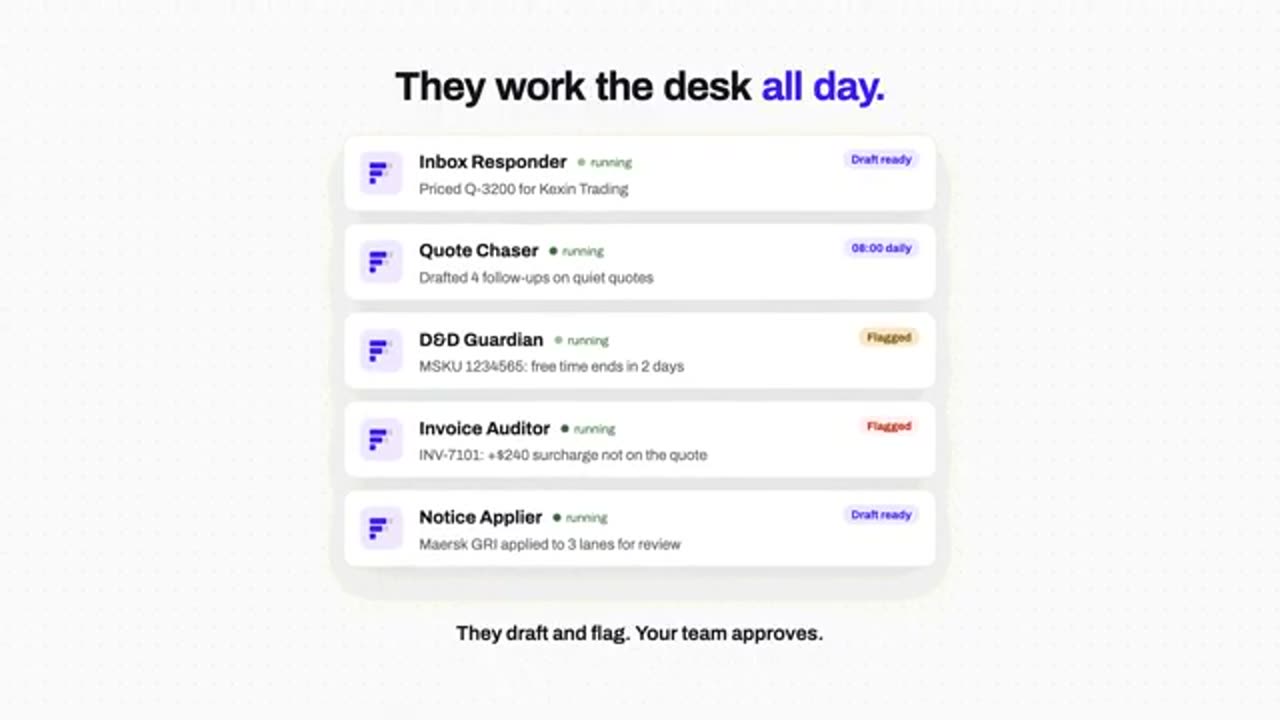 They work the desk all day.
Inbox Responder running
Draft ready
Priced Q-3200 for Kexin Trading
Quote Chaser running
08:00 daily
Drafted 4 follow-ups on quiet quotes
D&D Guardian running
Flagged
MSKU 1234565: free time ends in 2 days
Invoice Auditor running
Flagged
INV-7101: +$240 surcharge not on the quote
Notice Applier running
Draft ready
Maersk GRI applied to 3 lanes for review
They draft and flag. Your team approves.